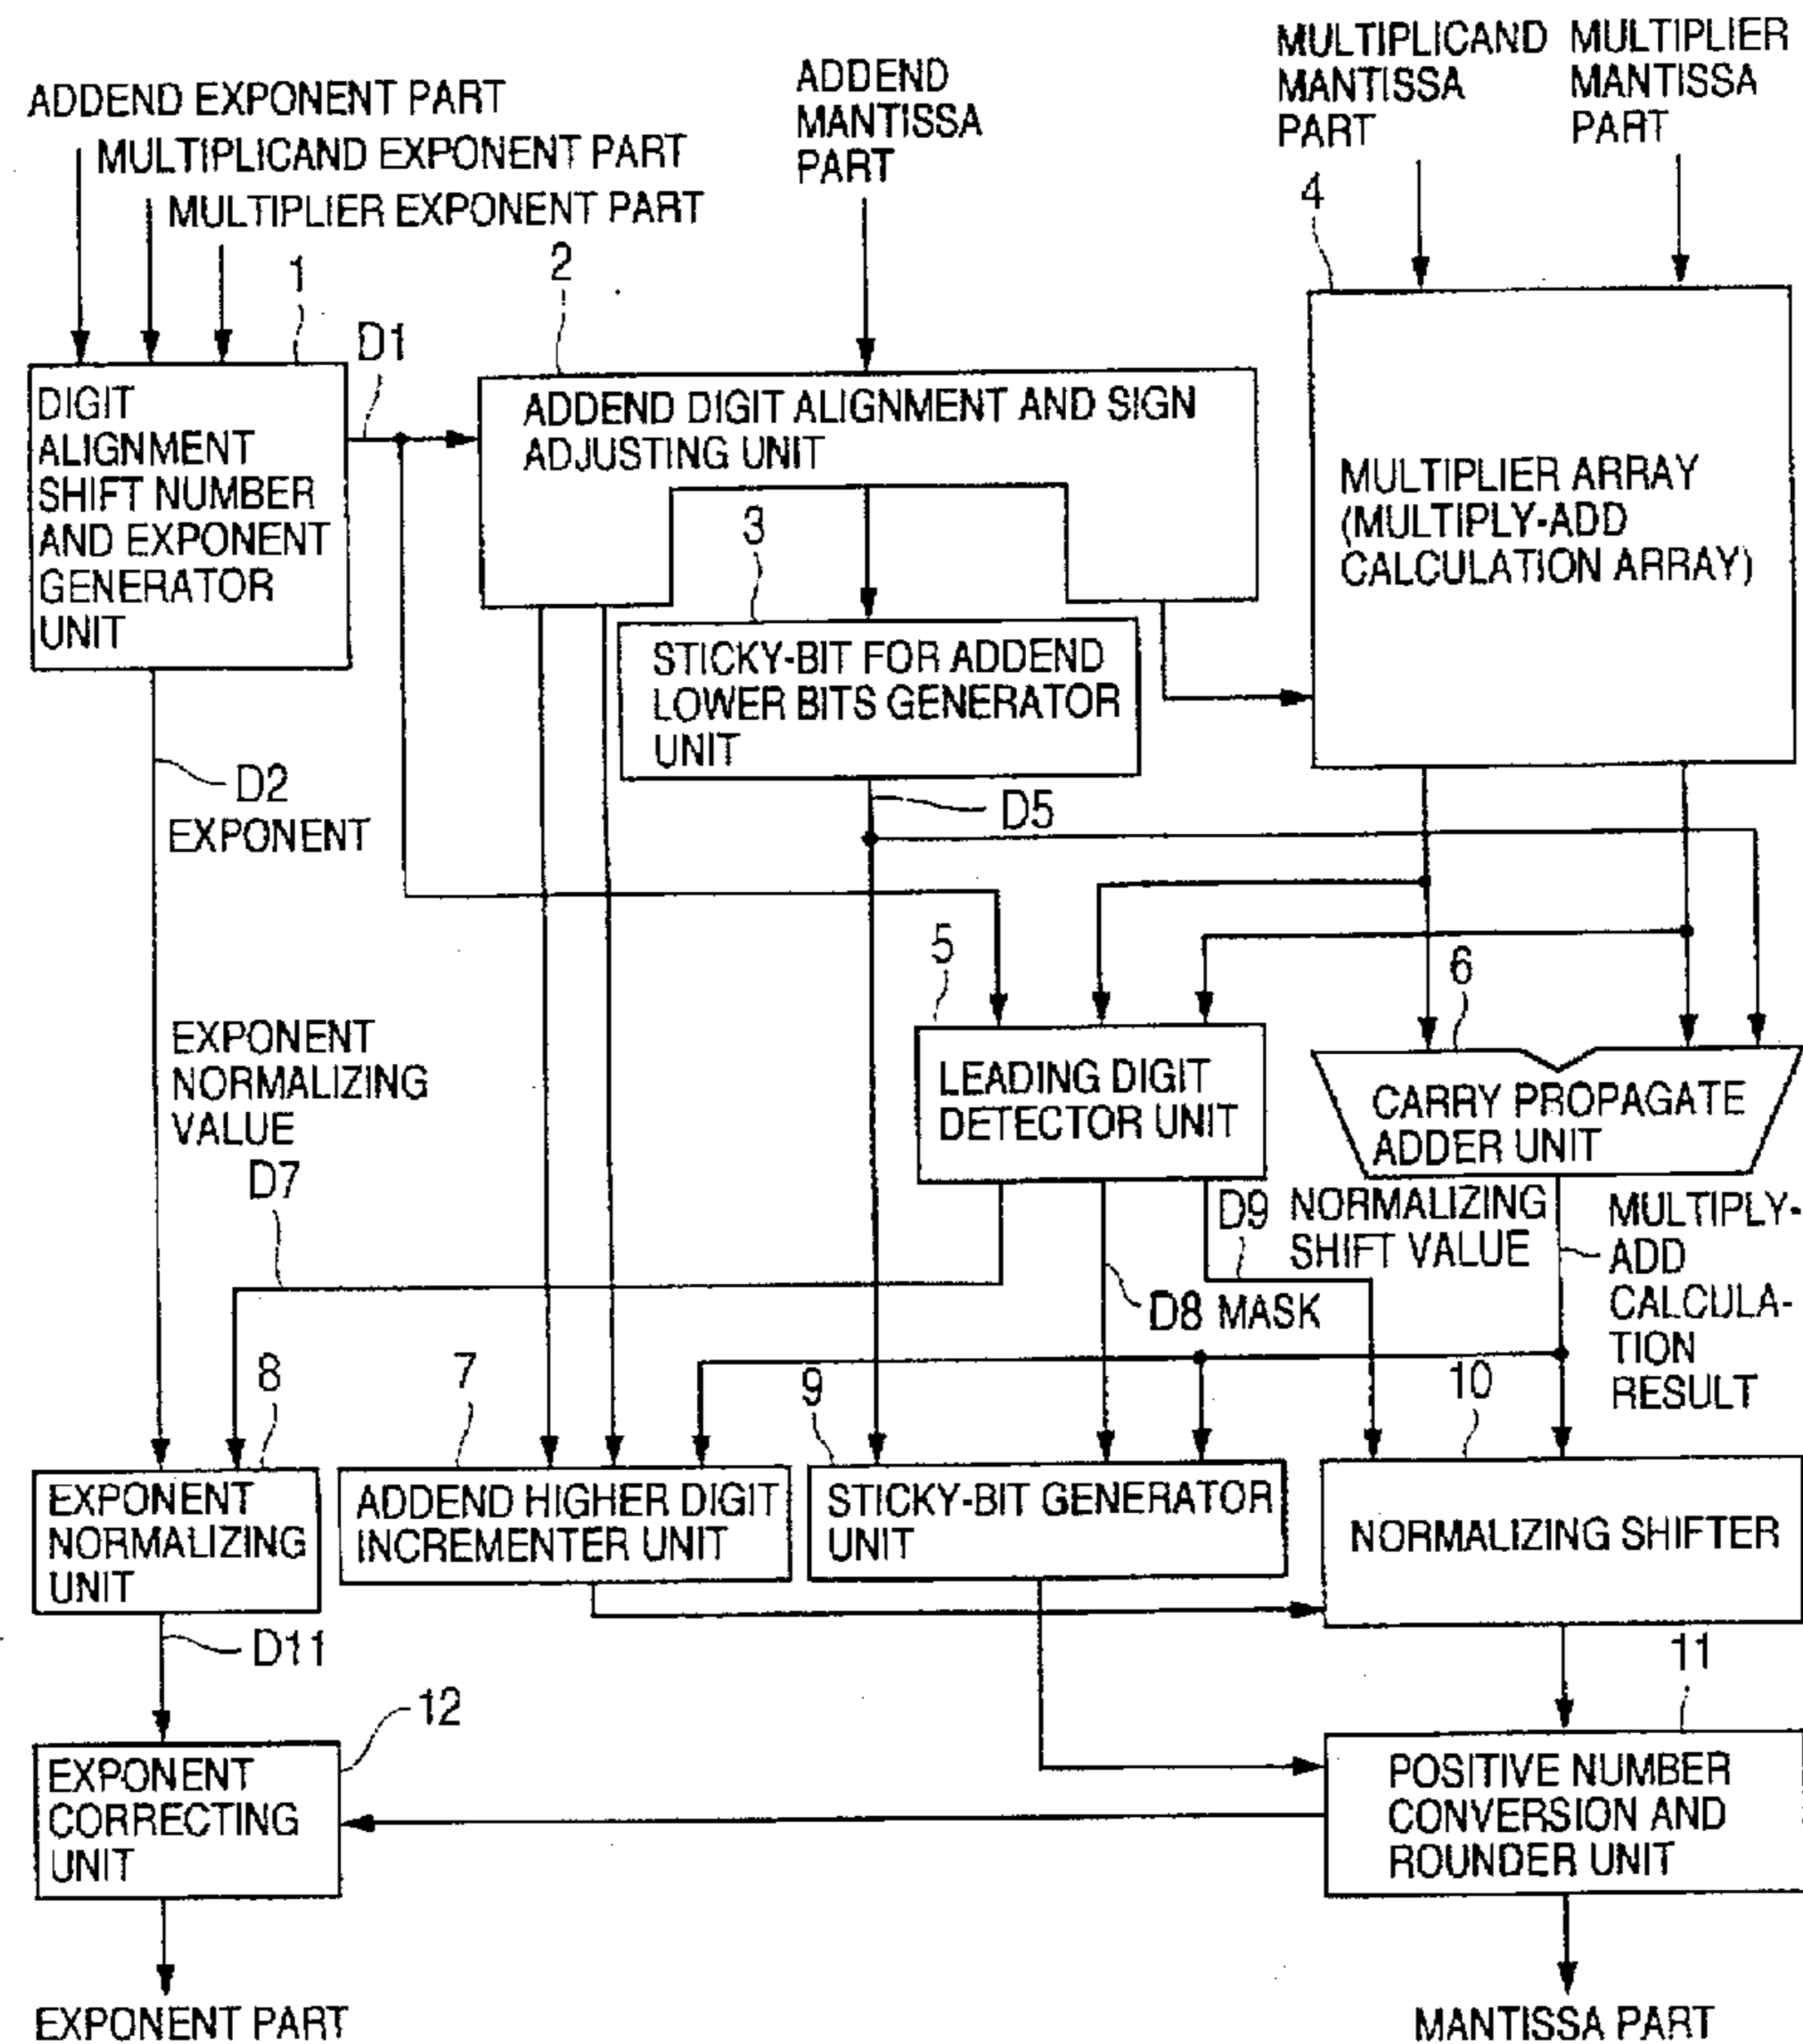 MULTIPLICAND
MANTISSA
PART
MULTIPLIER
MANTISSA
PART
ADDEND
MANTISSA
PART
ADDEND EXPONENT PART
MULTIPLICAND EXPONENT PART
MULTIPLIER EXPONENT PART
1
2
4
D1
DIGIT
ALIGNMENT
SHIFT NUMBER
AND EXPONENT
GENERATOR
UNIT
ADDEND DIGIT ALIGNMENT AND SIGN
ADJUSTING UNIT
3
STICKY-BIT FOR ADDEND
LOWER BITS GENERATOR
UNIT
MULTIPLIER ARRAY
(MULTIPLY-ADD
CALCULATION ARRAY)
D2
EXPONENT
D5
5
6
EXPONENT
NORMALIZING
VALUE
D7
LEADING DIGIT
DETECTOR UNIT
CARRY PROPAGATE
ADDER UNIT
D9
NORMALIZING
SHIFT VALUE
MULTIPLY-
ADD
CALCULA-
TION
RESULT
D8 MASK
8
7
9
10
EXPONENT
NORMALIZING
UNIT
ADDEND HIGHER DIGIT
INCREMENTER UNIT
STICKY-BIT GENERATOR
UNIT
NORMALIZING SHIFTER
D11
11
12
EXPONENT
CORRECTING
UNIT
POSITIVE NUMBER
CONVERSION AND
ROUNDER UNIT
EXPONENT PART
MANTISSA PART